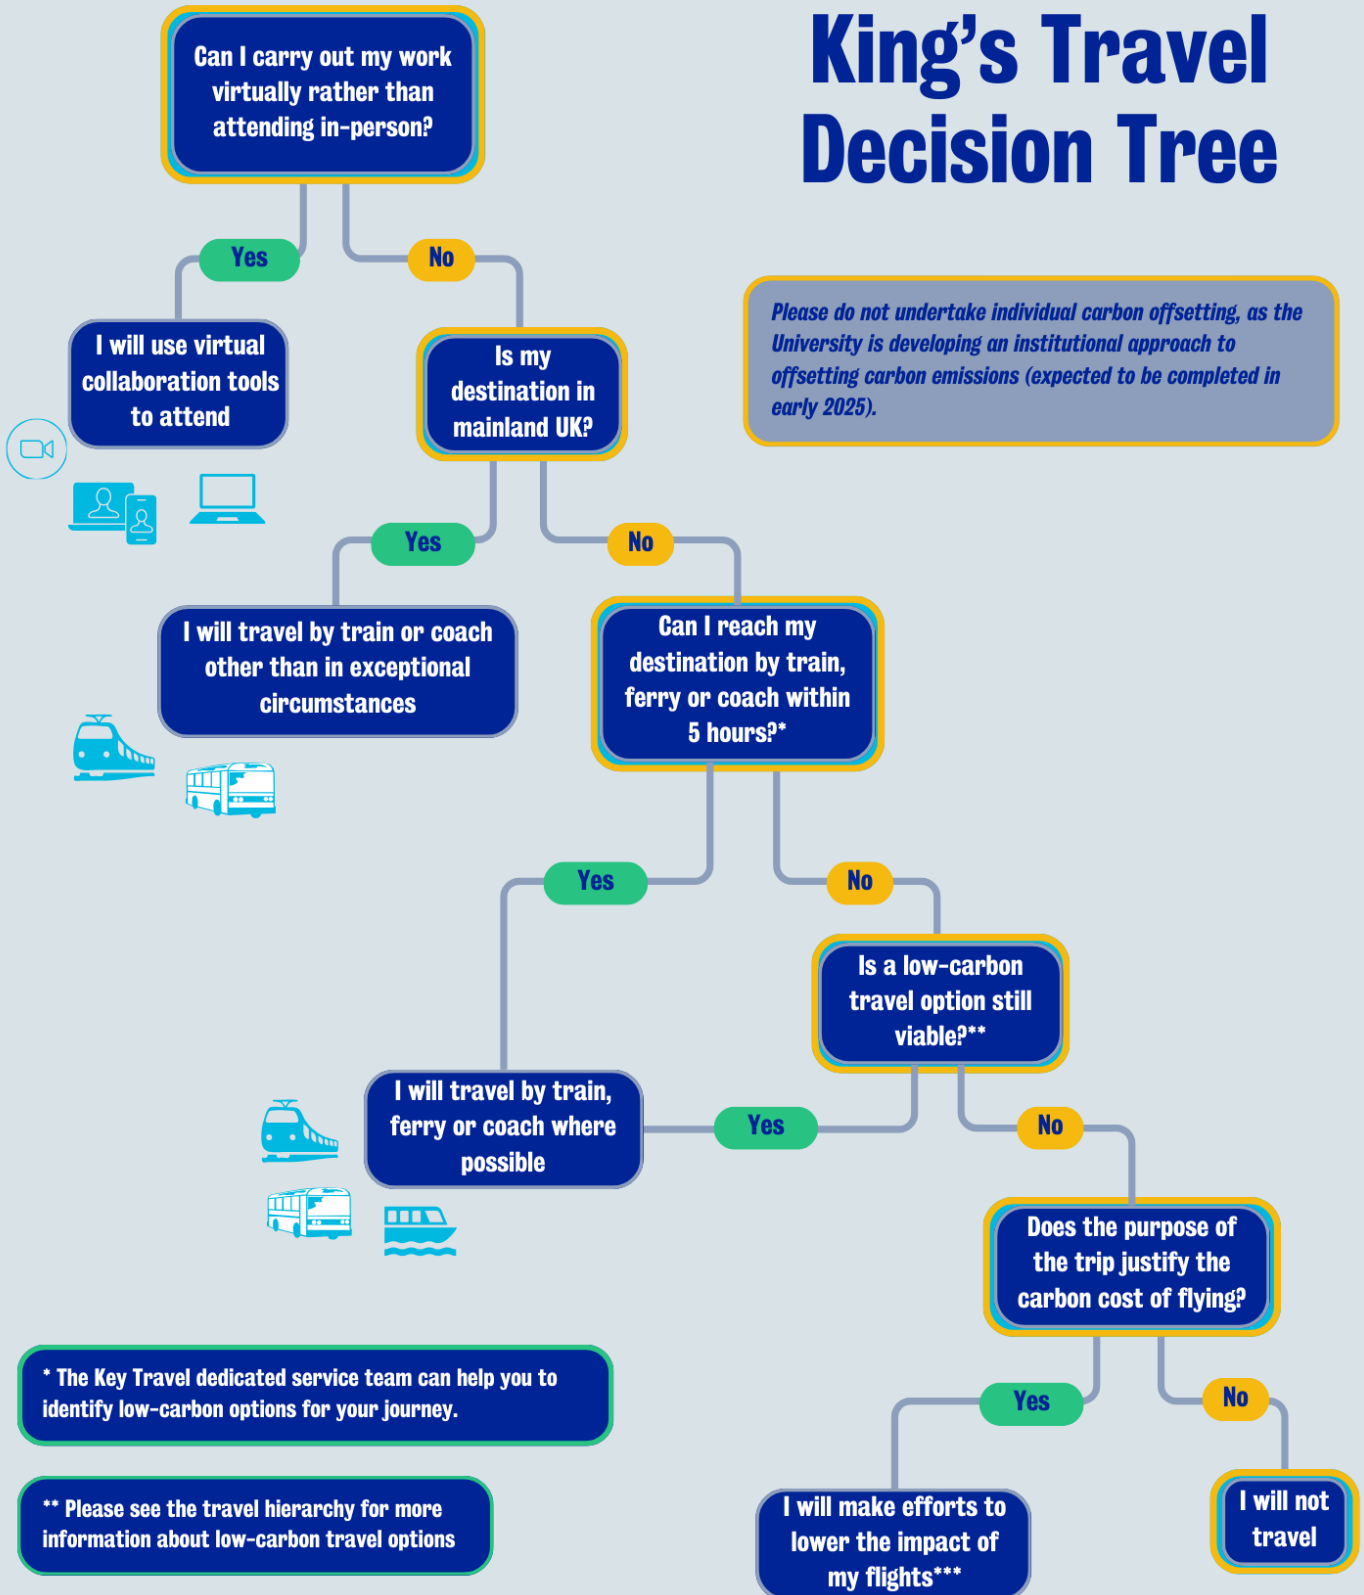 King's Travel
Decision Tree
Can I carry out my work
virtually rather than
attending in-person?
Yes
No
Please do not undertake individual carbon offsetting, as the
University is developing an institutional approach to
offsetting carbon emissions (expected to be completed in
early 2025).
I will use virtual
collaboration tools
to attend
Is my
destination in
mainland UK?
Yes
No
I will travel by train or coach
other than in exceptional
circumstances
Can I reach my
destination by train,
ferry or coach within
5 hours?*
Yes
No
Is a low-carbon
travel option still
viable?**
I will travel by train,
ferry or coach where
possible
Yes
No
Does the purpose of
the trip justify the
carbon cost of flying?
Yes
No
* The Key Travel dedicated service team can help you to
identify low-carbon options for your journey.
** Please see the travel hierarchy for more
information about low-carbon travel options
I will make efforts to
lower the impact of
my flights***
I will not
travel